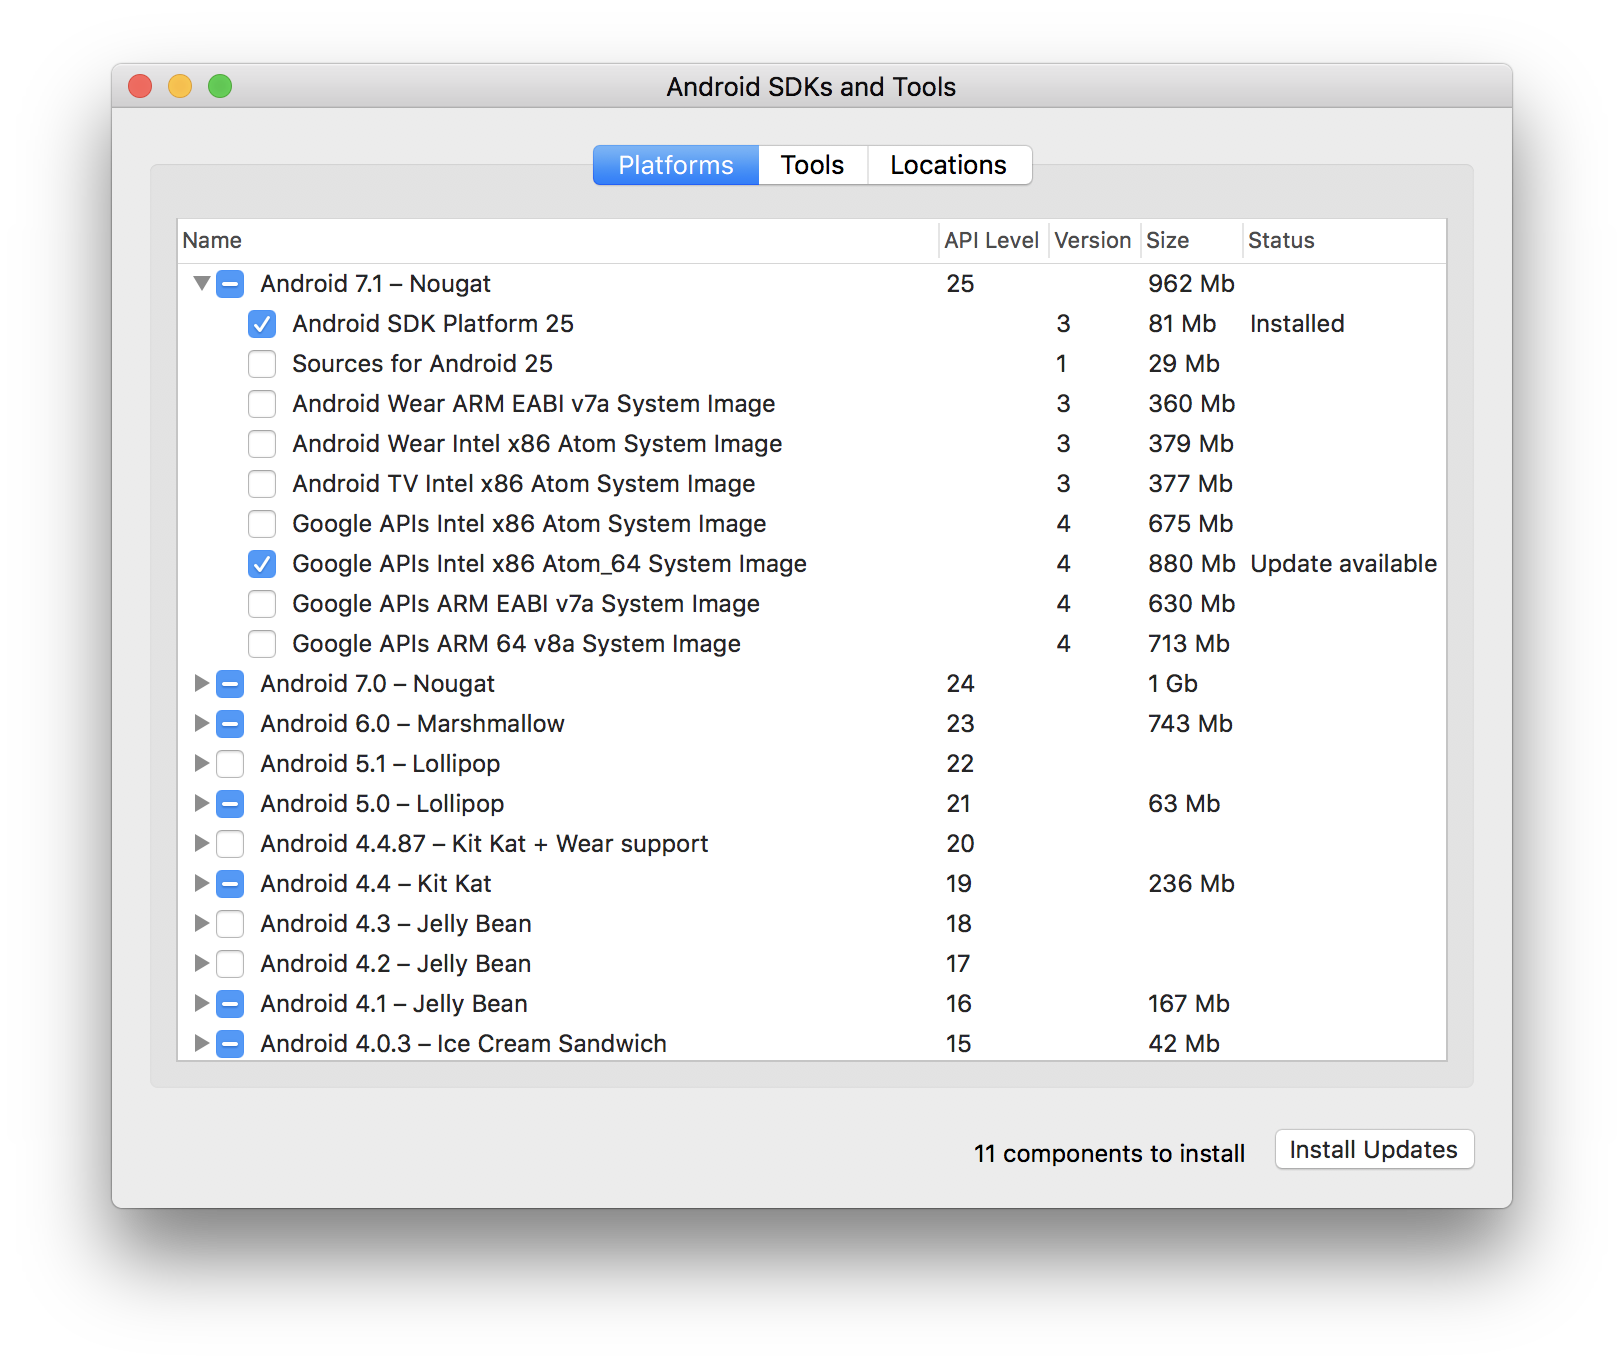 Android SDKs and Tools
Platforms Tools Locations
Name API Level Version Size Status
Android 7.1 – Nougat 25 962 Mb
Android SDK Platform 25 3 81 Mb Installed
Sources for Android 25 1 29 Mb
Android Wear ARM EABI v7a System Image 3 360 Mb
Android Wear Intel x86 Atom System Image 3 379 Mb
Android TV Intel x86 Atom System Image 3 377 Mb
Google APIs Intel x86 Atom System Image 4 675 Mb
Google APIs Intel x86 Atom_64 System Image 4 880 Mb Update available
Google APIs ARM EABI v7a System Image 4 630 Mb
Google APIs ARM 64 v8a System Image 4 713 Mb
Android 7.0 – Nougat 24 1 Gb
Android 6.0 – Marshmallow 23 743 Mb
Android 5.1 – Lollipop 22
Android 5.0 – Lollipop 21 63 Mb
Android 4.4.87 – Kit Kat + Wear support 20
Android 4.4 – Kit Kat 19 236 Mb
Android 4.3 – Jelly Bean 18
Android 4.2 – Jelly Bean 17
Android 4.1 – Jelly Bean 16 167 Mb
Android 4.0.3 – Ice Cream Sandwich 15 42 Mb
11 components to install Install Updates